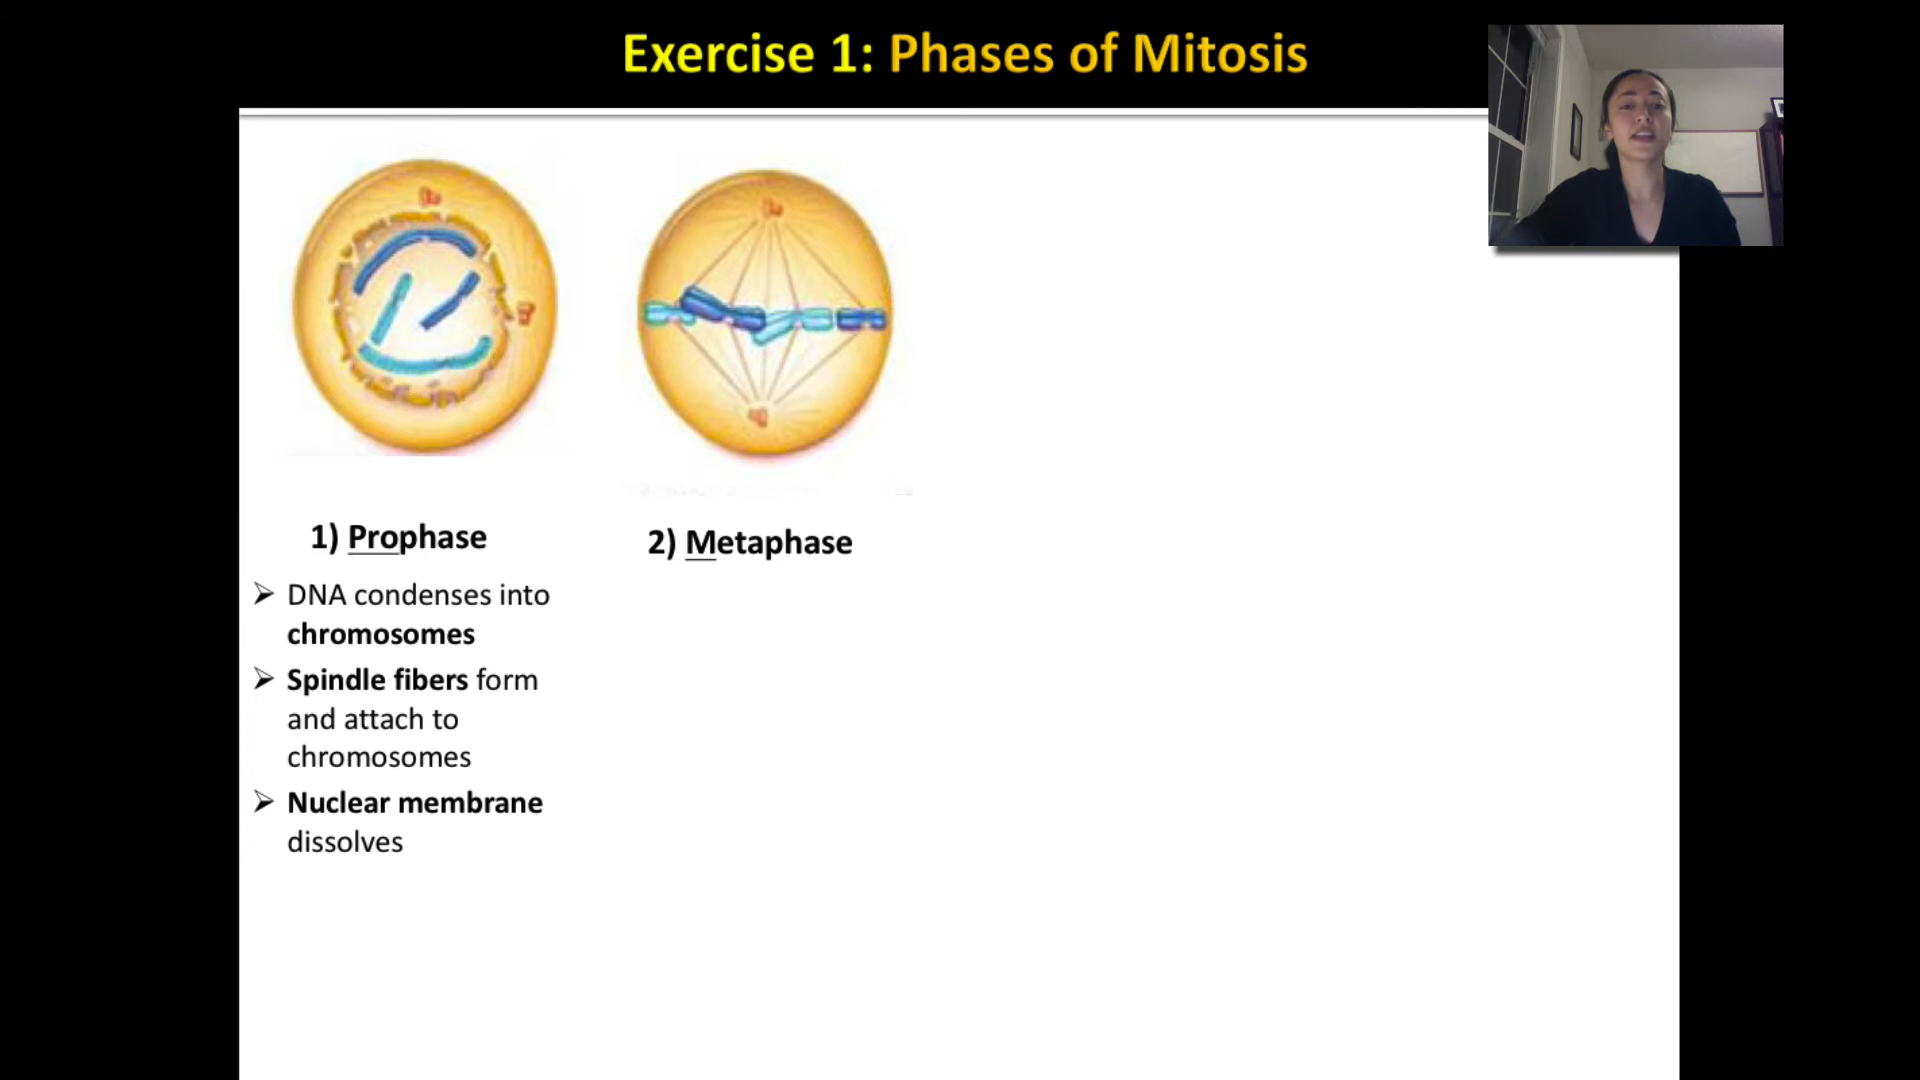 Exercise 1: Phases of Mitosis
1) Prophase
➢ DNA condenses into
chromosomes
➢ Spindle fibers form
and attach to
chromosomes
➢ Nuclear membrane
dissolves
2) Metaphase